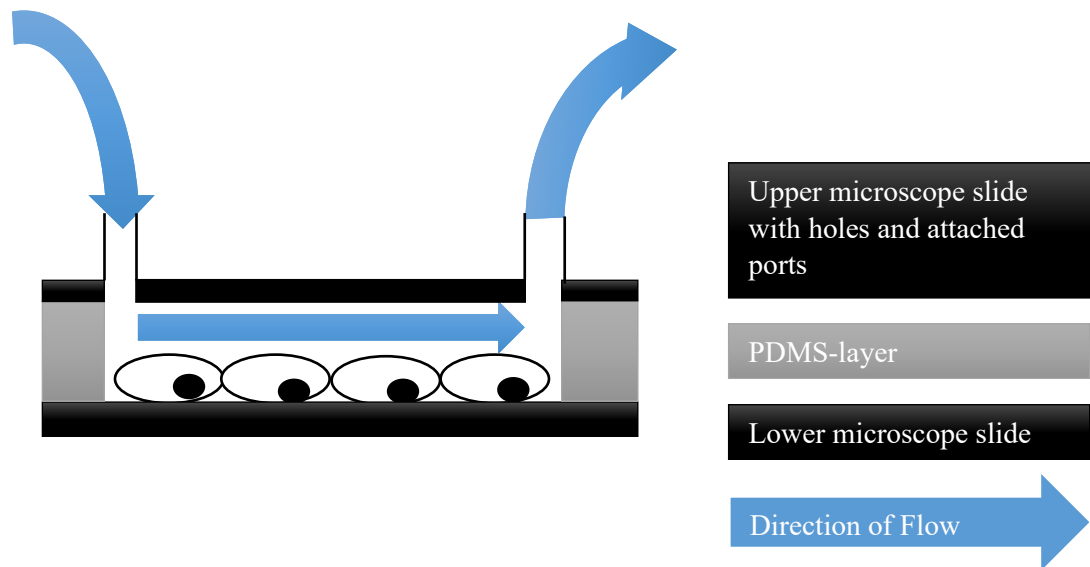 Upper microscope slide
with holes and attached
ports
PDMS-layer
Lower microscope slide
Direction of Flow